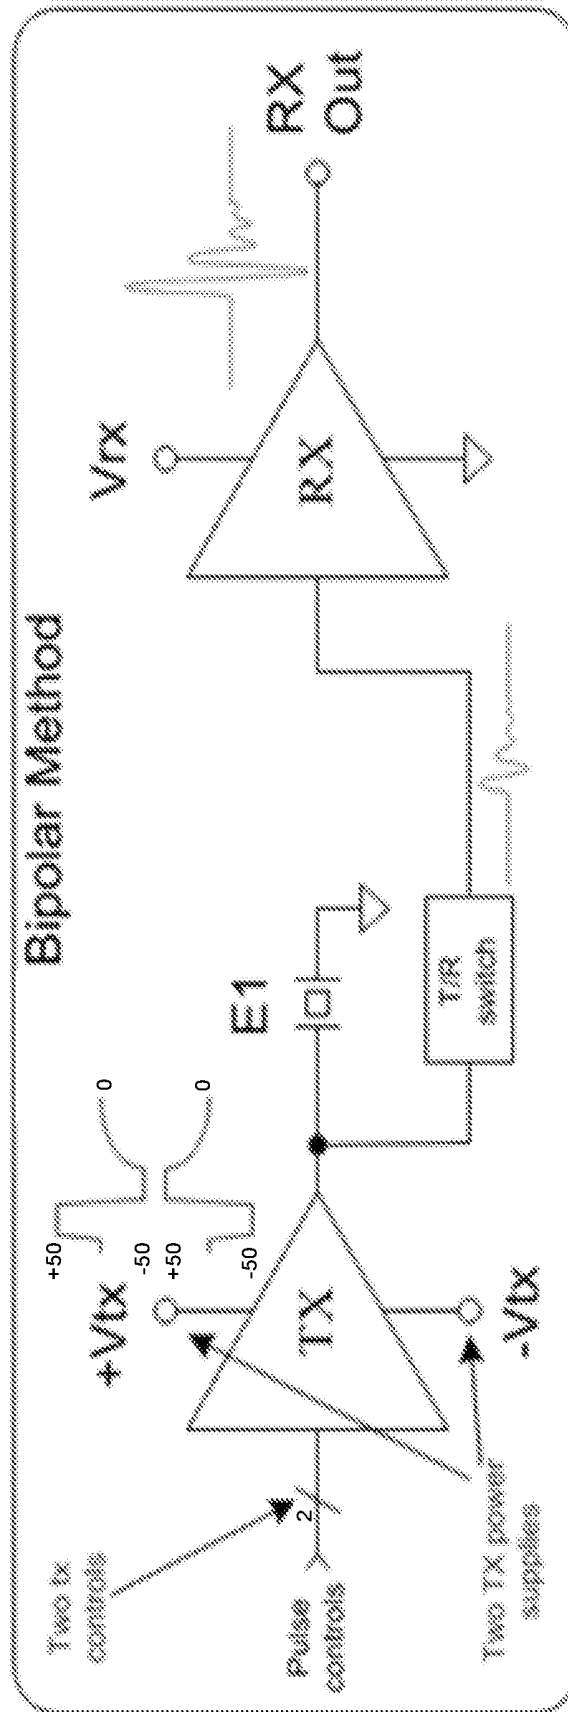 Bipolar Method
Two tx
controls
+Vtx
+50
-50
+50
-50
0
0
E1
Vrx
RX
Out
Pulse
controls
2
TX
RX
T/R
switch
Two TX power
supplies
-Vtx